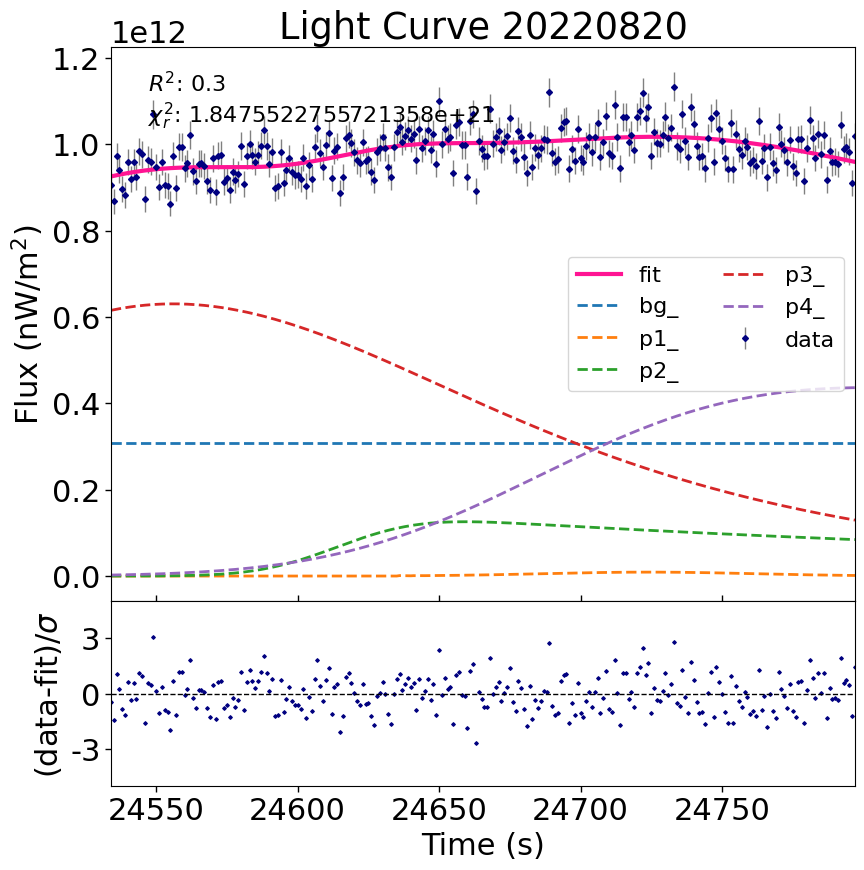 Light Curve 20220820
1e12
R²: 0.3
χ²ᵣ: 1.8475522755721358e+21
Flux (nW/m²)
1.2
1.0
0.8
0.6
0.4
0.2
0.0
fit
bg_
p1_
p2_
p3_
p4_
data
(data-fit)/σ
3
0
-3
24550
24600
24650
24700
24750
Time (s)